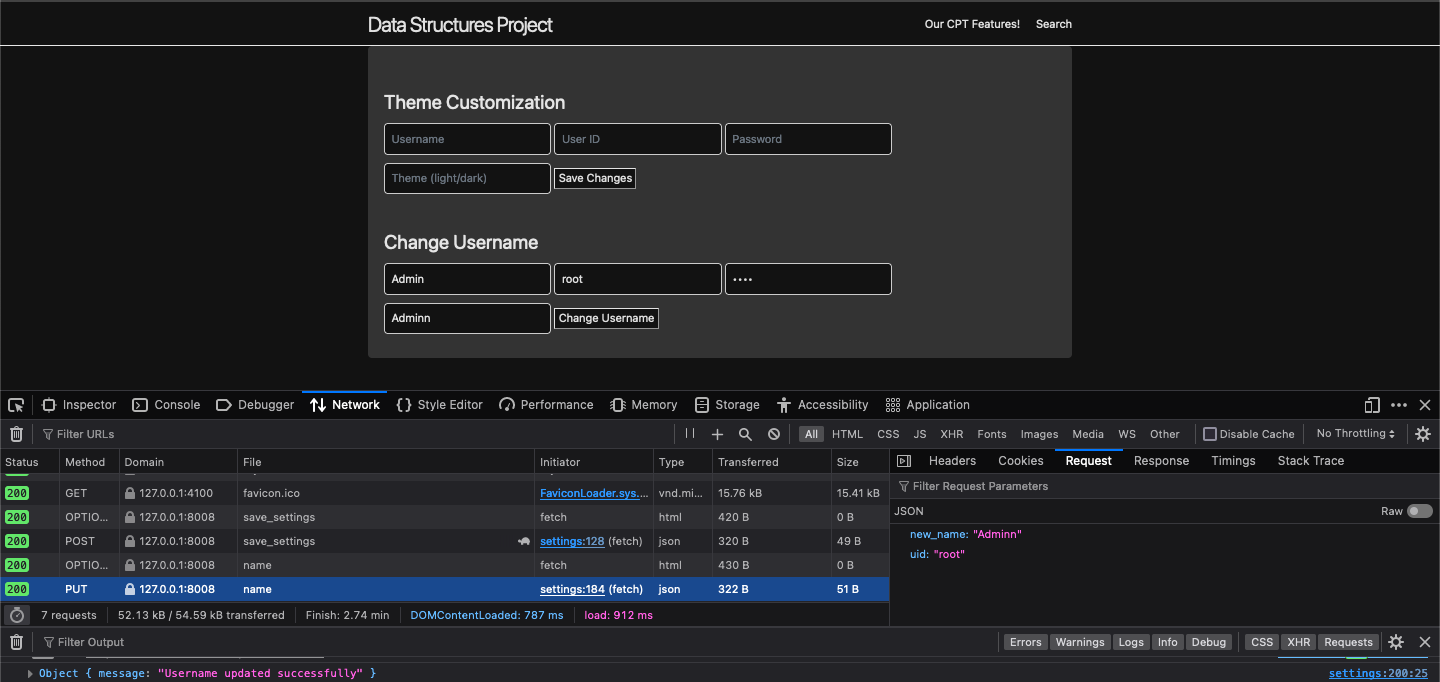 Data Structures Project
Our CPT Features! Search
Theme Customization
Username User ID Password
Theme (light/dark) Save Changes
Change Username
Admin root ••••
Adminn Change Username
Inspector Console Debugger Network Style Editor Performance Memory Storage Accessibility Application
Filter URLs All HTML CSS JS XHR Fonts Images Media WS Other Disable Cache No Throttling
Status Method Domain File Initiator Type Transferred Size
200 GET 127.0.0.1:4100 favicon.ico FaviconLoader.sys.… vnd.mi… 15.76 kB 15.41 kB
200 OPTIO… 127.0.0.1:8008 save_settings fetch html 420 B 0 B
200 POST 127.0.0.1:8008 save_settings settings:128 (fetch) json 320 B 49 B
200 OPTIO… 127.0.0.1:8008 name fetch html 430 B 0 B
200 PUT 127.0.0.1:8008 name settings:184 (fetch) json 322 B 51 B
7 requests 52.13 kB / 54.59 kB transferred Finish: 2.74 min DOMContentLoaded: 787 ms load: 912 ms
Headers Cookies Request Response Timings Stack Trace
Filter Request Parameters
JSON Raw
new_name: "Adminn"
uid: "root"
Filter Output Errors Warnings Logs Info Debug CSS XHR Requests
Object { message: "Username updated successfully" } settings:200:25